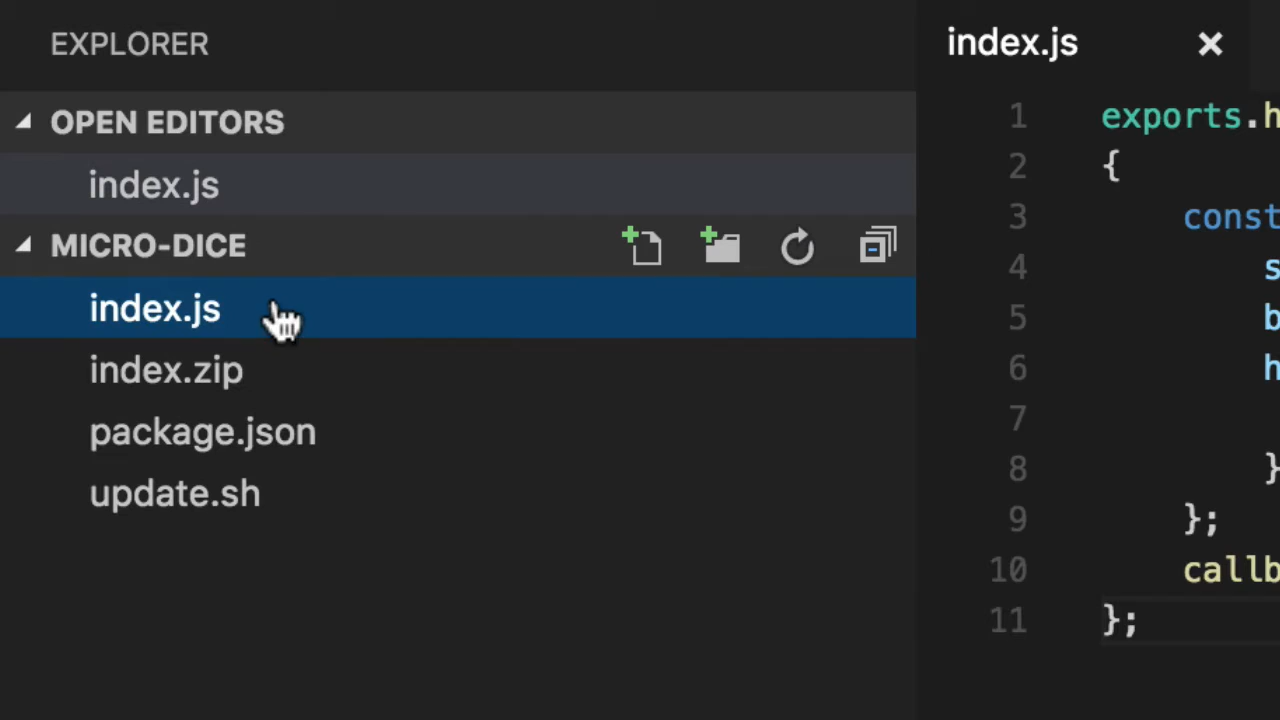 EXPLORER
OPEN EDITORS
index.js
MICRO-DICE
index.js
index.zip
package.json
update.sh
index.js
1 exports.h
2 {
3 const
4 s
5 b
6 h
7
8 }
9 };
10 callb
11 };